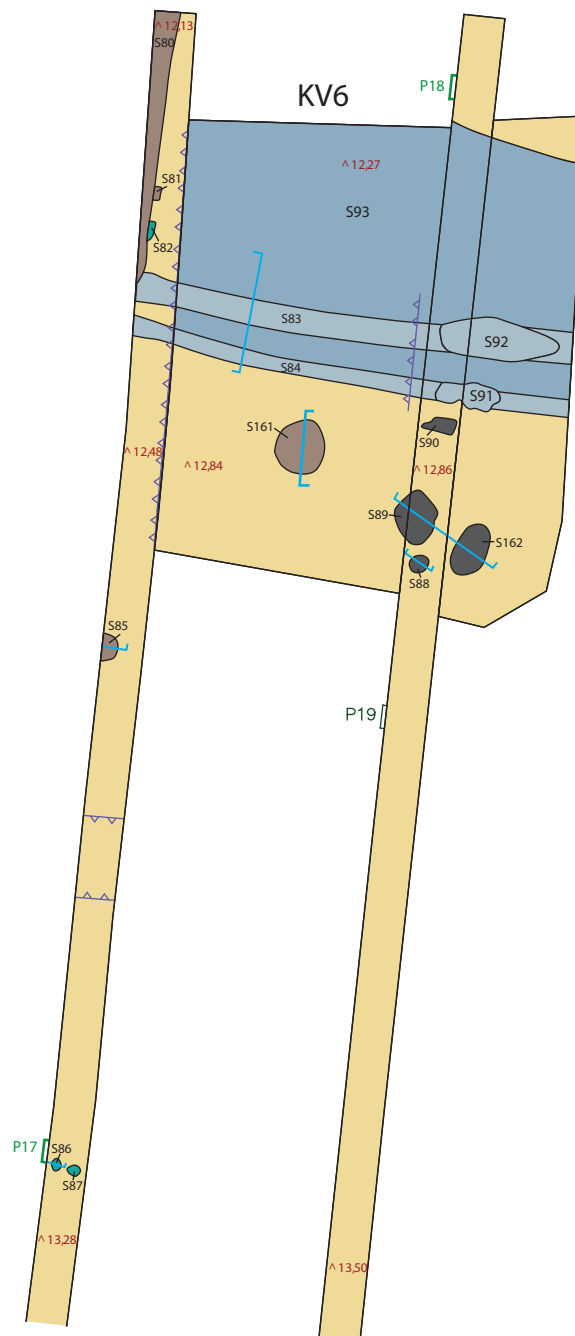 ^ 12,13
S80
P18
KV6
^ 12,27
S81
S93
S82
S83
S92
S84
S91
S161
S90
^ 12,48
^ 12,84
^ 12,86
S89
S162
S88
S85
P19
P17
S86
S87
^ 13,28
^ 13,50